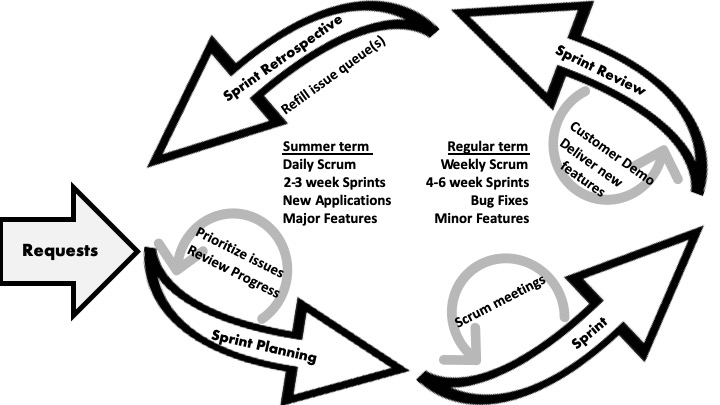 Sprint Retrospective
Refill issue queue(s)
Sprint Review
Customer Demo
Deliver new
features
Summer term
Daily Scrum
2-3 week Sprints
New Applications
Major Features
Regular term
Weekly Scrum
4-6 week Sprints
Bug Fixes
Minor Features
Requests
Prioritize issues
Review Progress
Sprint Planning
Scrum meetings
Sprint